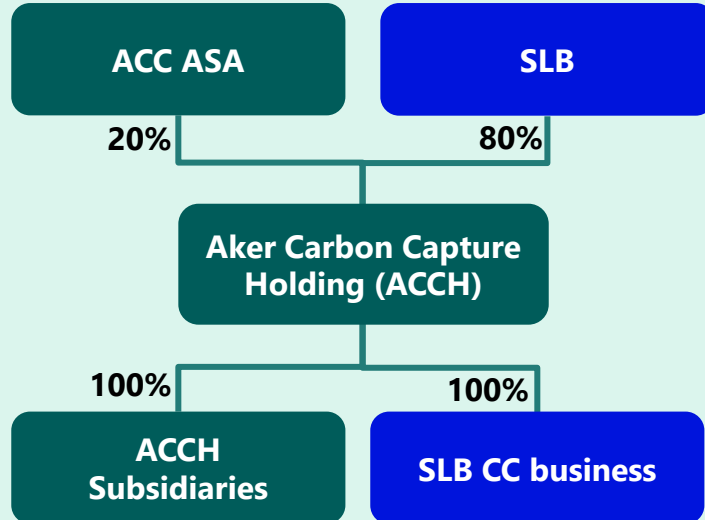 ACC ASA
SLB
20%
80%
Aker Carbon Capture
Holding (ACCH)
100%
100%
ACCH
Subsidiaries
SLB CC business